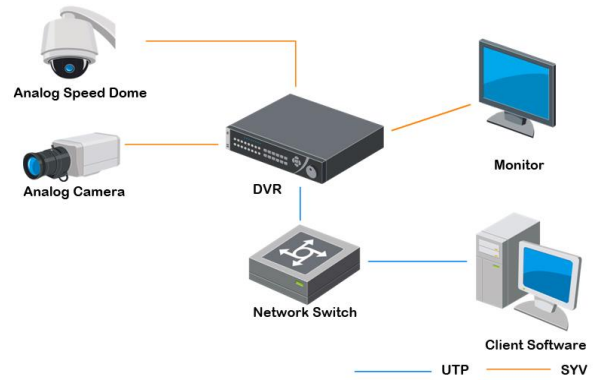 Analog Speed Dome
Analog Camera
DVR
Monitor
Network Switch
Client Software
UTP
SYV